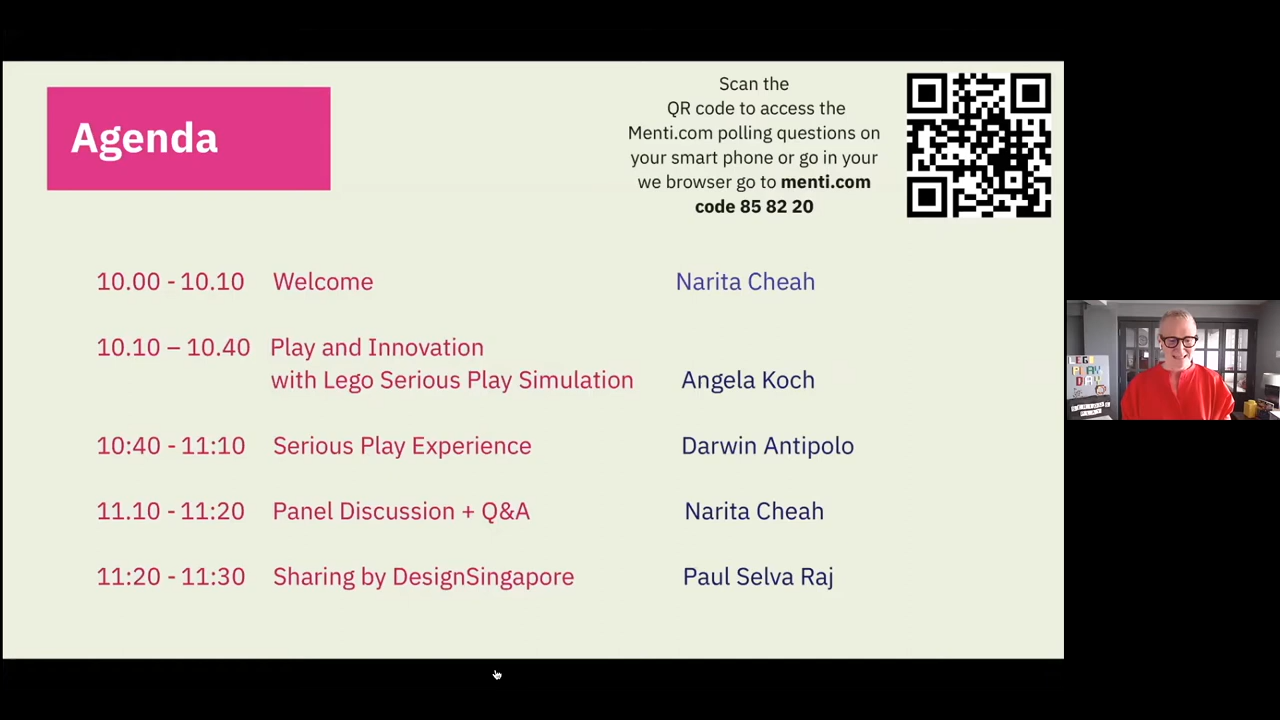 Agenda
Scan the
QR code to access the
Menti.com polling questions on
your smart phone or go in your
we browser go to menti.com
code 85 82 20
10.00 - 10.10 Welcome Narita Cheah
10.10 – 10.40 Play and Innovation
with Lego Serious Play Simulation Angela Koch
10:40 - 11:10 Serious Play Experience Darwin Antipolo
11.10 - 11:20 Panel Discussion + Q&A Narita Cheah
11:20 - 11:30 Sharing by DesignSingapore Paul Selva Raj
LEGO
PLAY
DAY